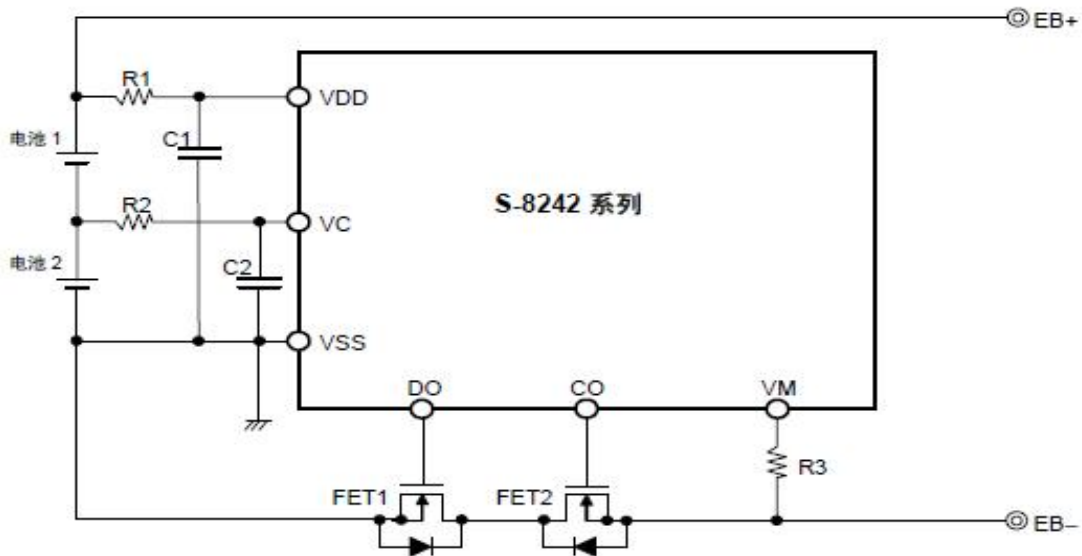 EB+
R1
VDD
电池 1
C1
S-8242 系列
R2
VC
电池 2
C2
VSS
DO
CO
VM
R3
FET1
FET2
EB–